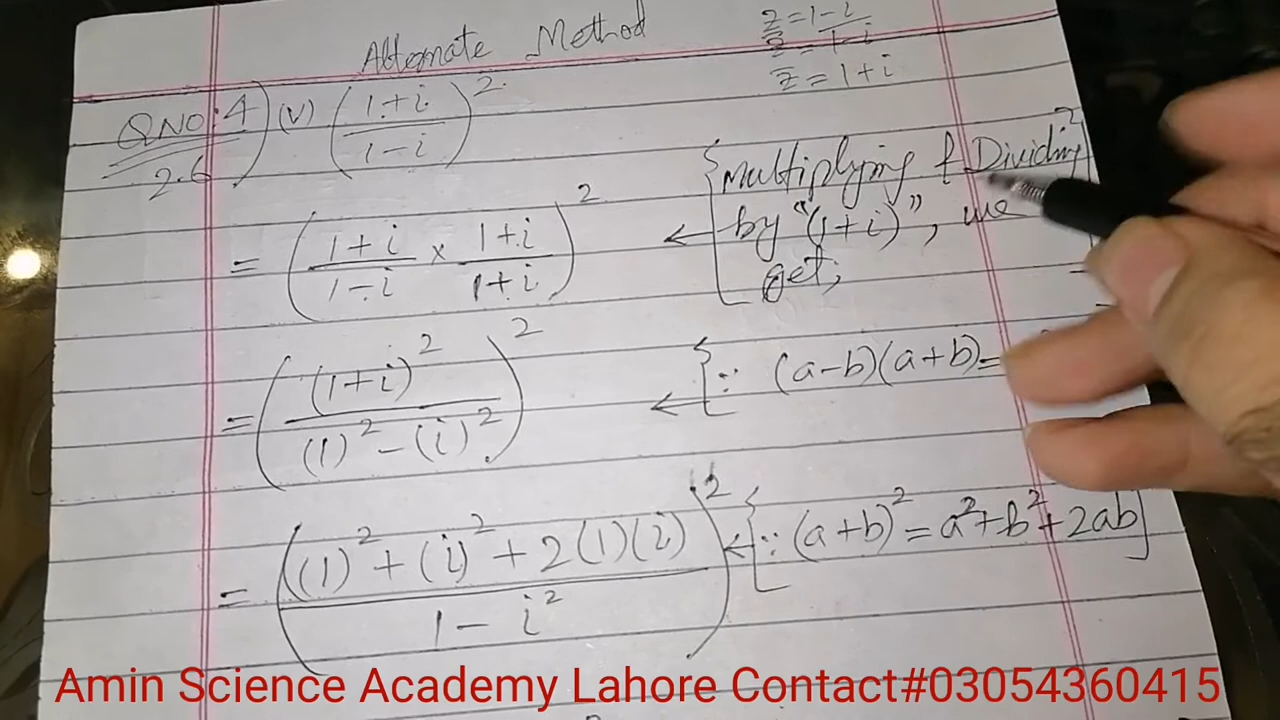 Alternate Method
z = 1-i
z̅ = 1-i
z̅ = 1+i
Q NO. 4 (v) ((1+i)/(1-i))²
2.6
= ((1+i)/(1-i) × (1+i)/(1+i))² ← {Multiplying & Dividing
by "(1+i)", we
get;
= ((1+i)²/((1)² - (i)²))² ← {∵ (a-b)(a+b)=
= (((1)² + (i)² + 2(1)(i))/(1 - i²))² ← {∵ (a+b)² = a²+b²+2ab]
Amin Science Academy Lahore Contact#03054360415